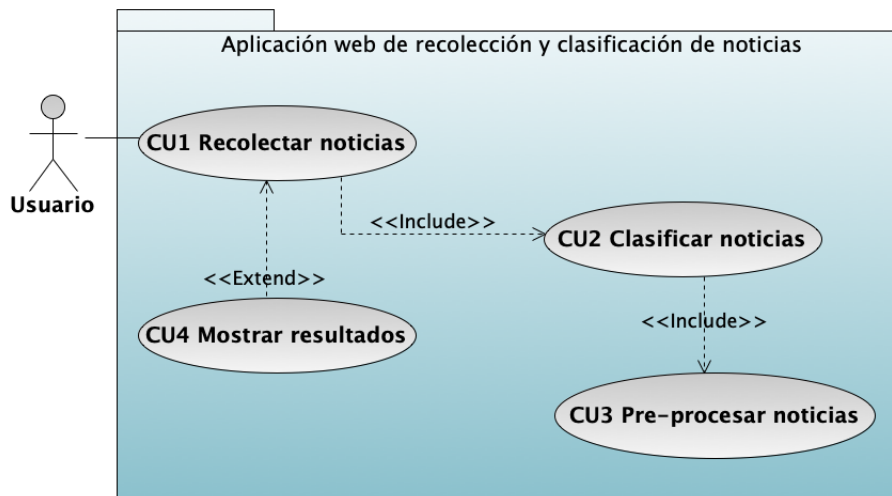 Aplicación web de recolección y clasificación de noticias
CU1 Recolectar noticias
Usuario
<<Include>>
CU2 Clasificar noticias
<<Extend>>
CU4 Mostrar resultados
<<Include>>
CU3 Pre-procesar noticias